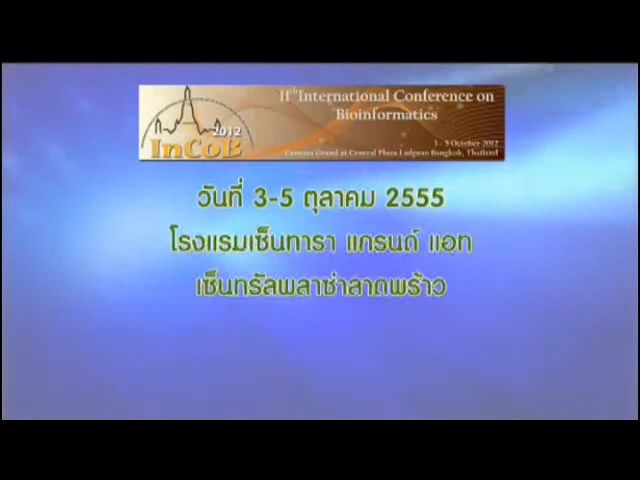 11th International Conference on
Bioinformatics
2012
InCoB
3 - 5 October 2012
Centara Grand at Central Plaza Ladprao Bangkok, Thailand
วันที่ 3-5 ตุลาคม 2555
โรงแรมเซ็นทารา แกรนด์ แอท
เซ็นทรัลพลาซ่าลาดพร้าว